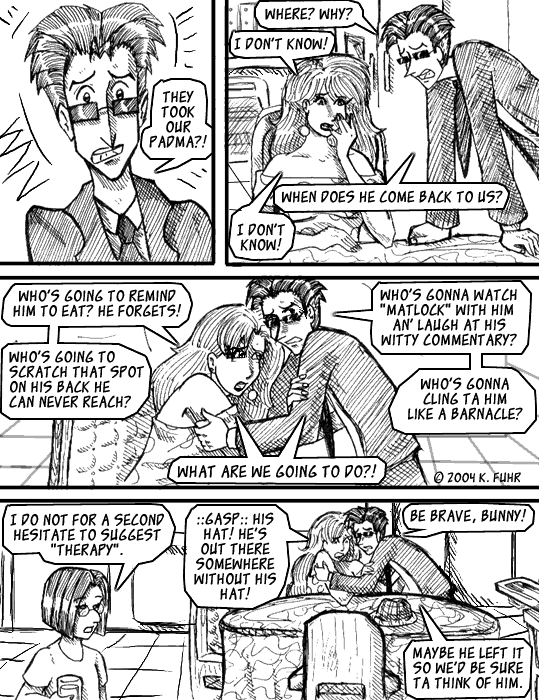 THEY
TOOK
OUR
PADMA?!
WHERE? WHY?
I DON'T KNOW!
WHEN DOES HE COME BACK TO US?
I DON'T
KNOW!
WHO'S GOING TO REMIND
HIM TO EAT? HE FORGETS!
WHO'S GOING TO
SCRATCH THAT SPOT
ON HIS BACK HE
CAN NEVER REACH?
WHO'S GONNA WATCH
"MATLOCK" WITH HIM
AN' LAUGH AT HIS
WITTY COMMENTARY?
WHO'S GONNA
CLING TA HIM
LIKE A BARNACLE?
WHAT ARE WE GOING TO DO?!
© 2004 K. FUHR
I DO NOT FOR A SECOND
HESITATE TO SUGGEST
"THERAPY".
::GASP:: HIS
HAT! HE'S
OUT THERE
SOMEWHERE
WITHOUT HIS
HAT!
BE BRAVE, BUNNY!
MAYBE HE LEFT IT
SO WE'D BE SURE
TA THINK OF HIM.